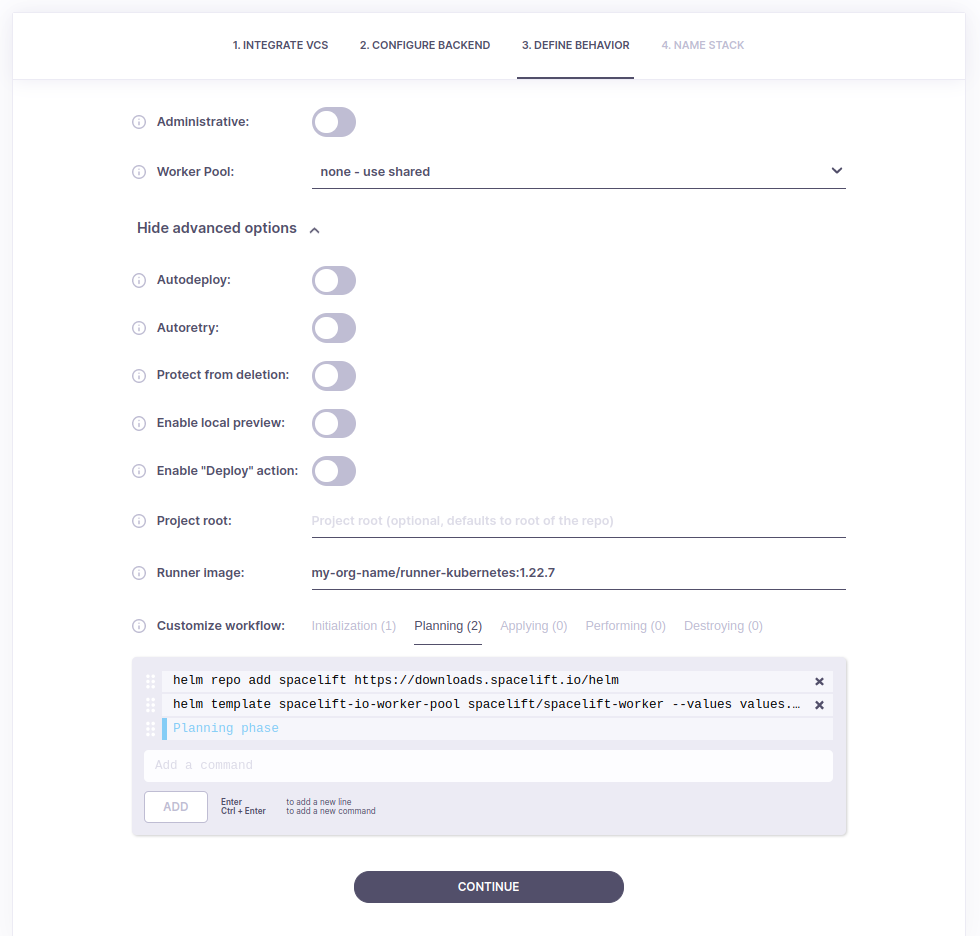 1. INTEGRATE VCS 2. CONFIGURE BACKEND 3. DEFINE BEHAVIOR 4. NAME STACK
Administrative:
Worker Pool: none - use shared
Hide advanced options
Autodeploy:
Autoretry:
Protect from deletion:
Enable local preview:
Enable "Deploy" action:
Project root: Project root (optional, defaults to root of the repo)
Runner image: my-org-name/runner-kubernetes:1.22.7
Customize workflow: Initialization (1) Planning (2) Applying (0) Performing (0) Destroying (0)
helm repo add spacelift https://downloads.spacelift.io/helm
helm template spacelift-io-worker-pool spacelift/spacelift-worker --values values.…
Planning phase
Add a command
ADD Enter to add a new line
Ctrl + Enter to add a new command
CONTINUE